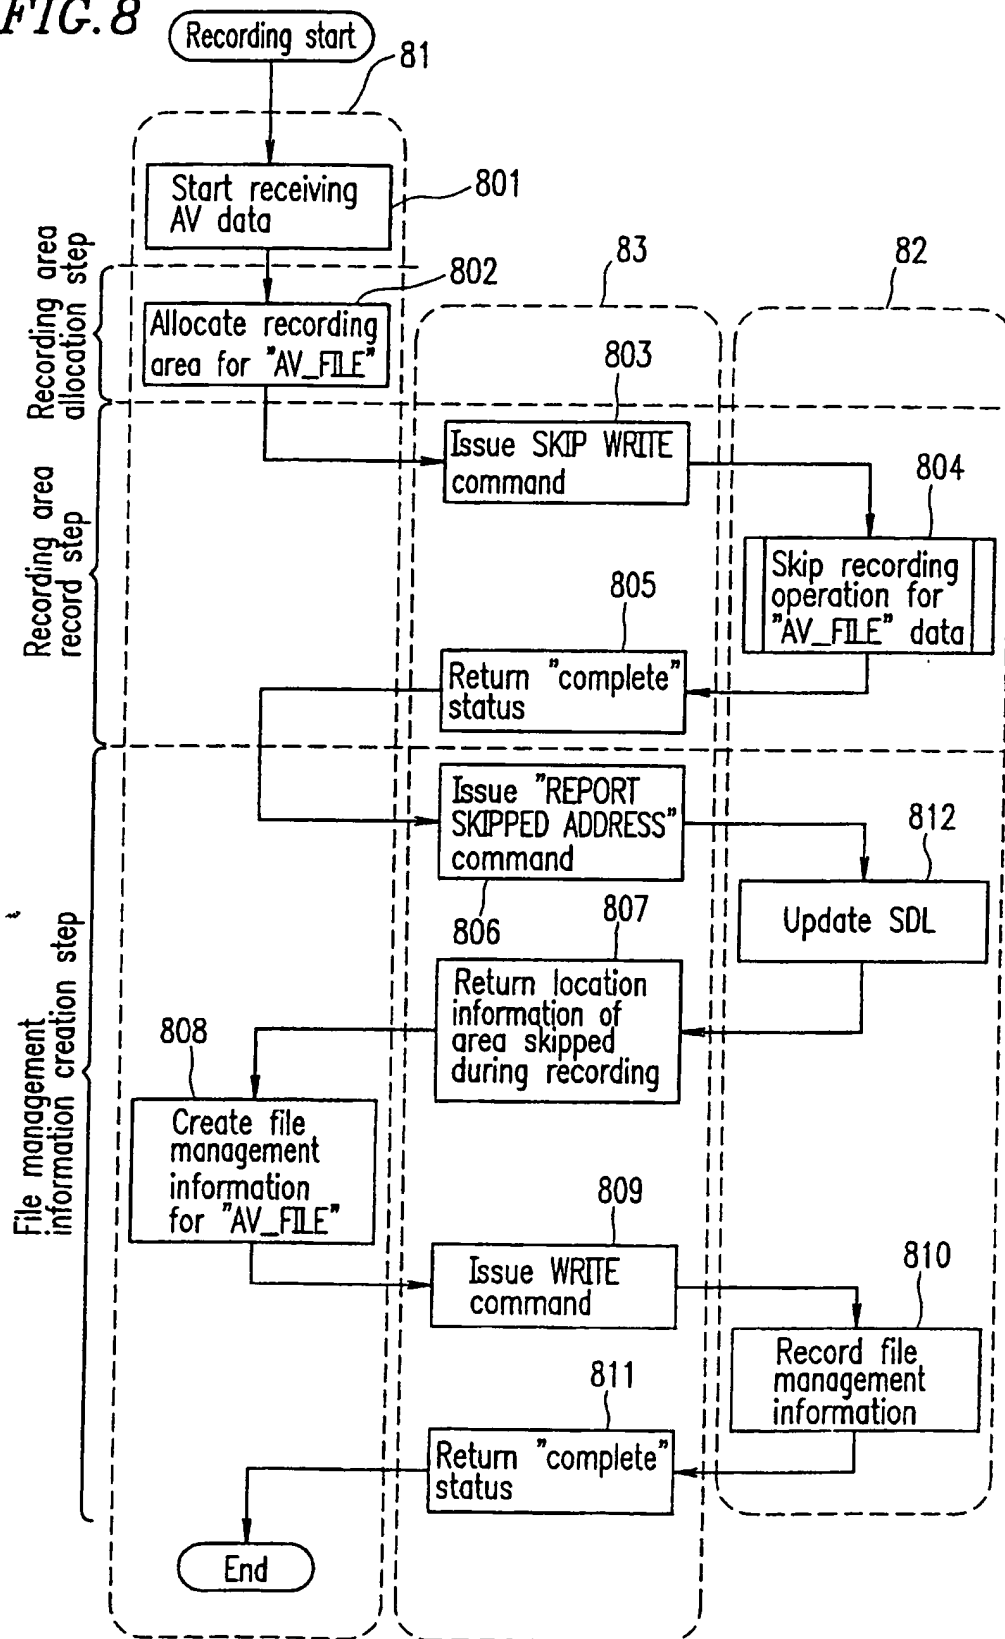 FIG. 8
Recording start
81
Start receiving
AV data
801
Recording area
allocation step
802
83
82
Allocate recording
area for "AV_FILE"
803
Issue SKIP WRITE
command
804
Recording area
record step
Skip recording
operation for
"AV_FILE" data
805
Return "complete"
status
Issue "REPORT
SKIPPED ADDRESS"
command
806
812
Update SDL
807
Return location
information of
area skipped
during recording
File management
information creation step
808
Create file
management
information
for "AV_FILE"
809
Issue WRITE
command
810
Record file
management
information
811
Return "complete"
status
End